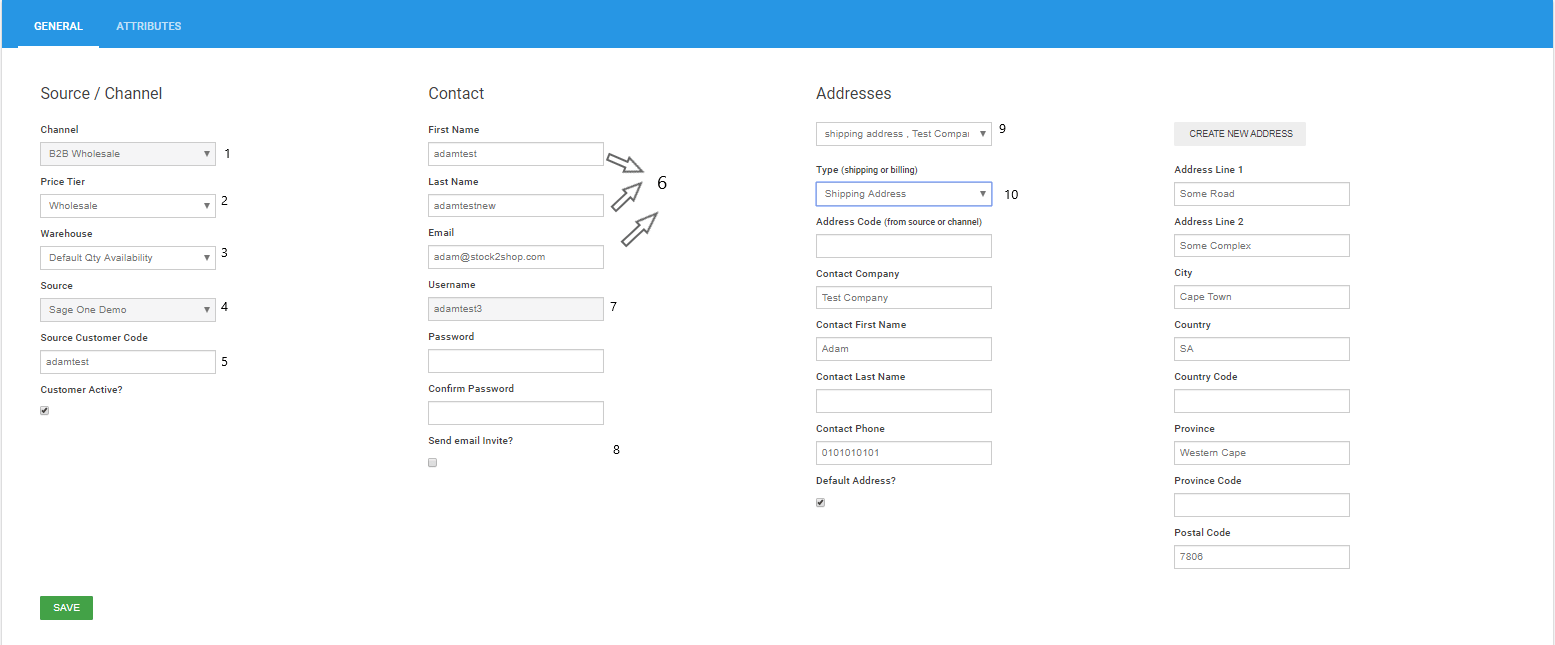 GENERAL ATTRIBUTES
Source / Channel
Channel
B2B Wholesale 1
Price Tier
Wholesale 2
Warehouse
Default Qty Availability 3
Source
Sage One Demo 4
Source Customer Code
adamtest 5
Customer Active?
Contact
First Name
adamtest
Last Name
6
adamtestnew
Email
adam@stock2shop.com
Username
adamtest3 7
Password
Confirm Password
Send email Invite?
8
Addresses
shipping address , Test Compar 9
Type (shipping or billing)
Shipping Address 10
Address Code (from source or channel)
Contact Company
Test Company
Contact First Name
Adam
Contact Last Name
Contact Phone
0101010101
Default Address?
CREATE NEW ADDRESS
Address Line 1
Some Road
Address Line 2
Some Complex
City
Cape Town
Country
SA
Country Code
Province
Western Cape
Province Code
Postal Code
7806
SAVE